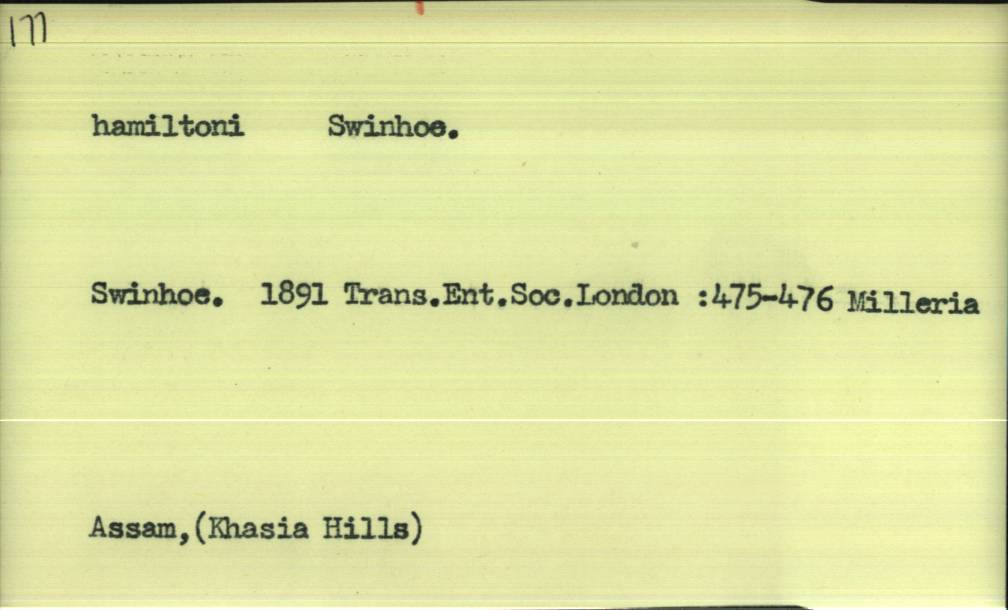 177
hamiltoni Swinhoe.
Swinhoe. 1891 Trans.Ent.Soc.London :475-476 Milleria
Assam,(Khasia Hills)